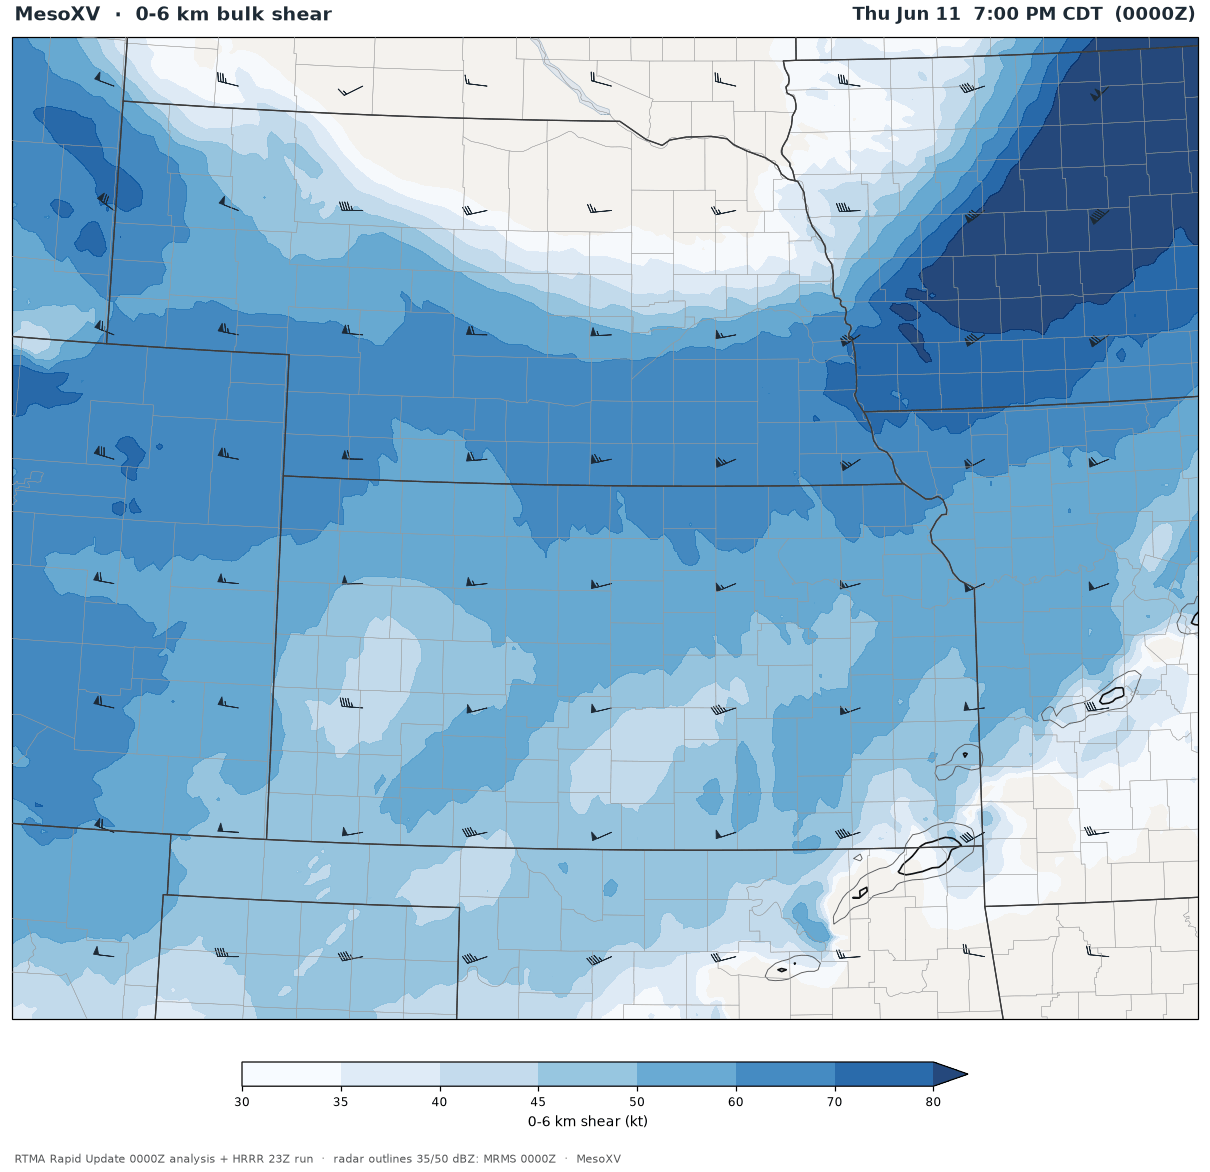 MesoXV · 0-6 km bulk shear
Thu Jun 11 7:00 PM CDT (0000Z)
30 35 40 45 50 60 70 80
0-6 km shear (kt)
RTMA Rapid Update 0000Z analysis + HRRR 23Z run · radar outlines 35/50 dBZ: MRMS 0000Z · MesoXV